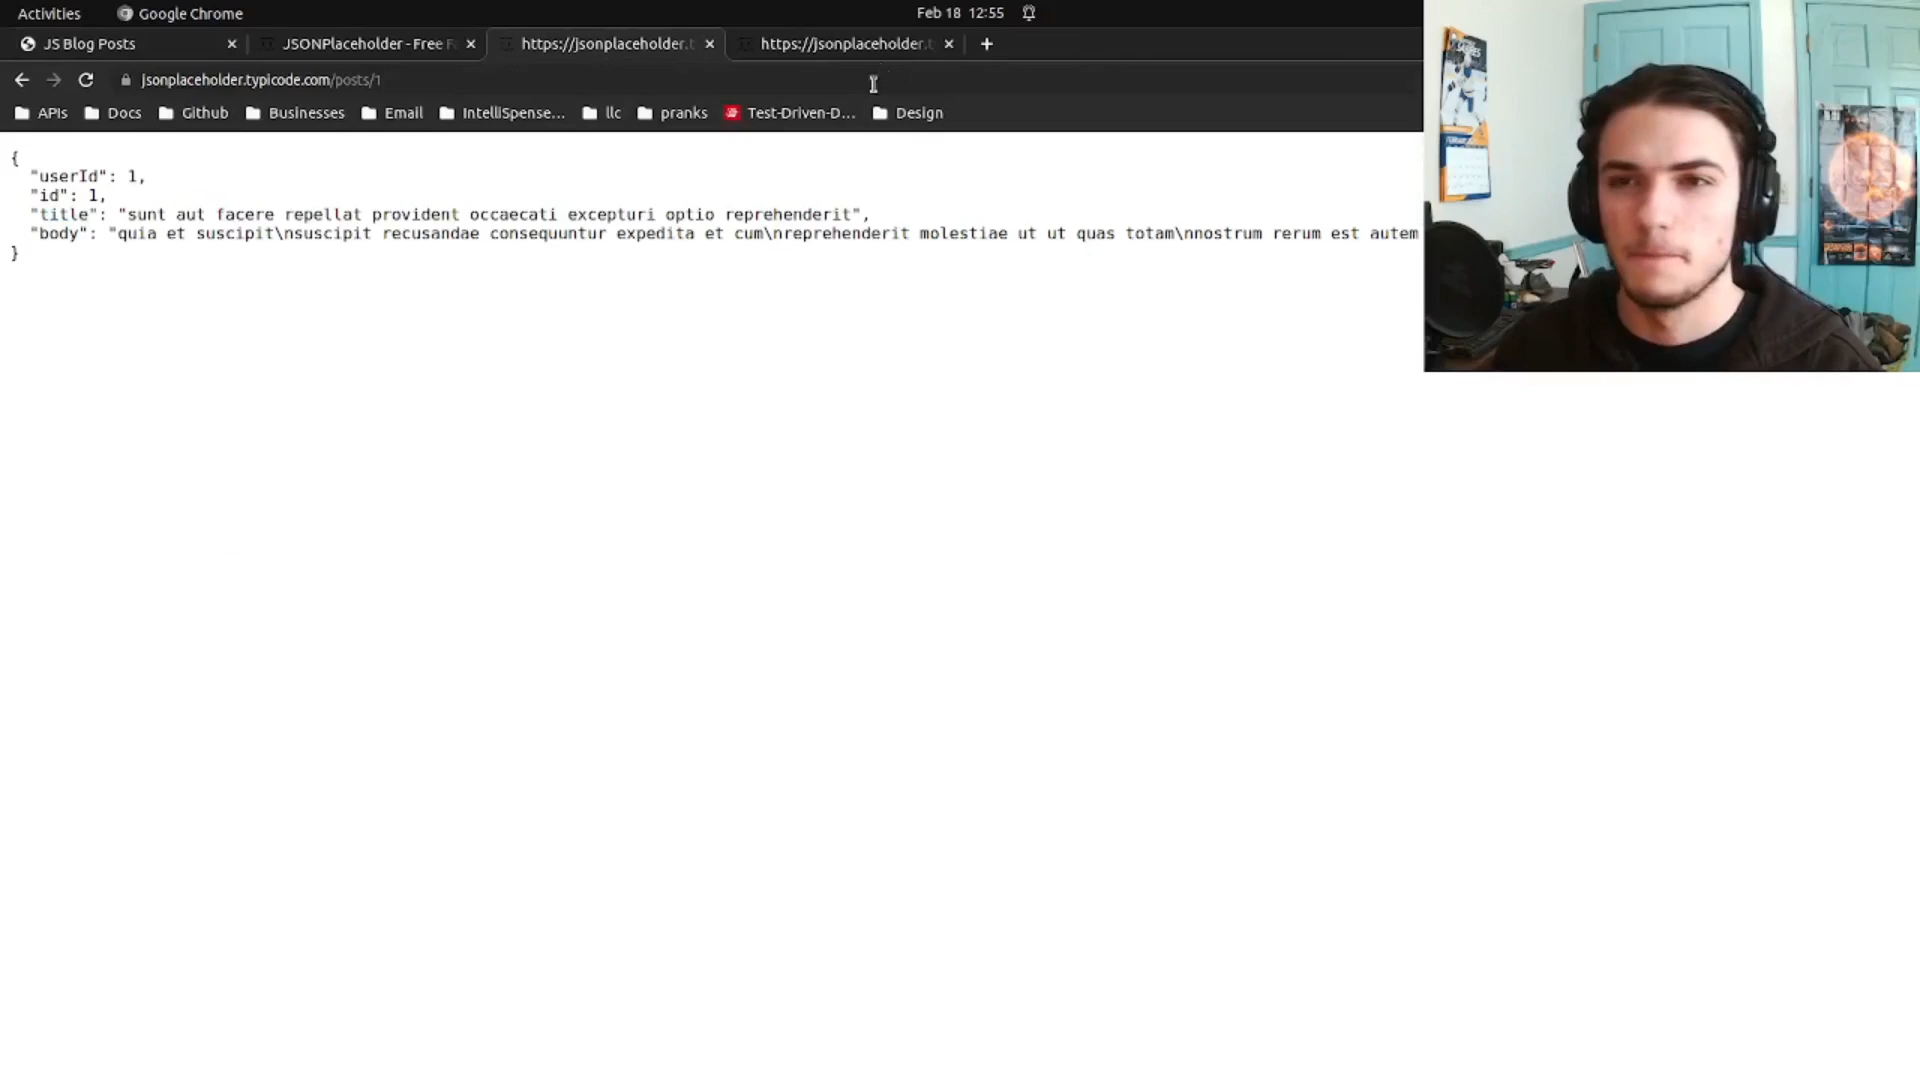 Activities Google Chrome Feb 18 12:55
JS Blog Posts JSONPlaceholder - Free F https://jsonplaceholder.t https://jsonplaceholder.t
jsonplaceholder.typicode.com/posts/1
APIs Docs Github Businesses Email IntelliSpense... llc pranks Test-Driven-D... Design
{
"userId": 1,
"id": 1,
"title": "sunt aut facere repellat provident occaecati excepturi optio reprehenderit",
"body": "quia et suscipit\nsuscipit recusandae consequuntur expedita et cum\nreprehenderit molestiae ut ut quas totam\nnostrum rerum est autem
}